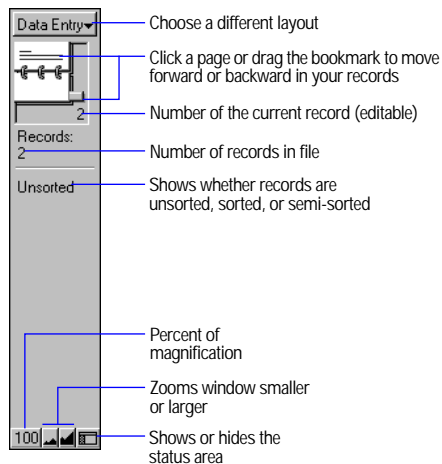 Data Entry
Choose a different layout
Click a page or drag the bookmark to move
forward or backward in your records
2
Number of the current record (editable)
Records:
2
Number of records in file
Unsorted
Shows whether records are
unsorted, sorted, or semi-sorted
Percent of
magnification
Zooms window smaller
or larger
100
Shows or hides the
status area